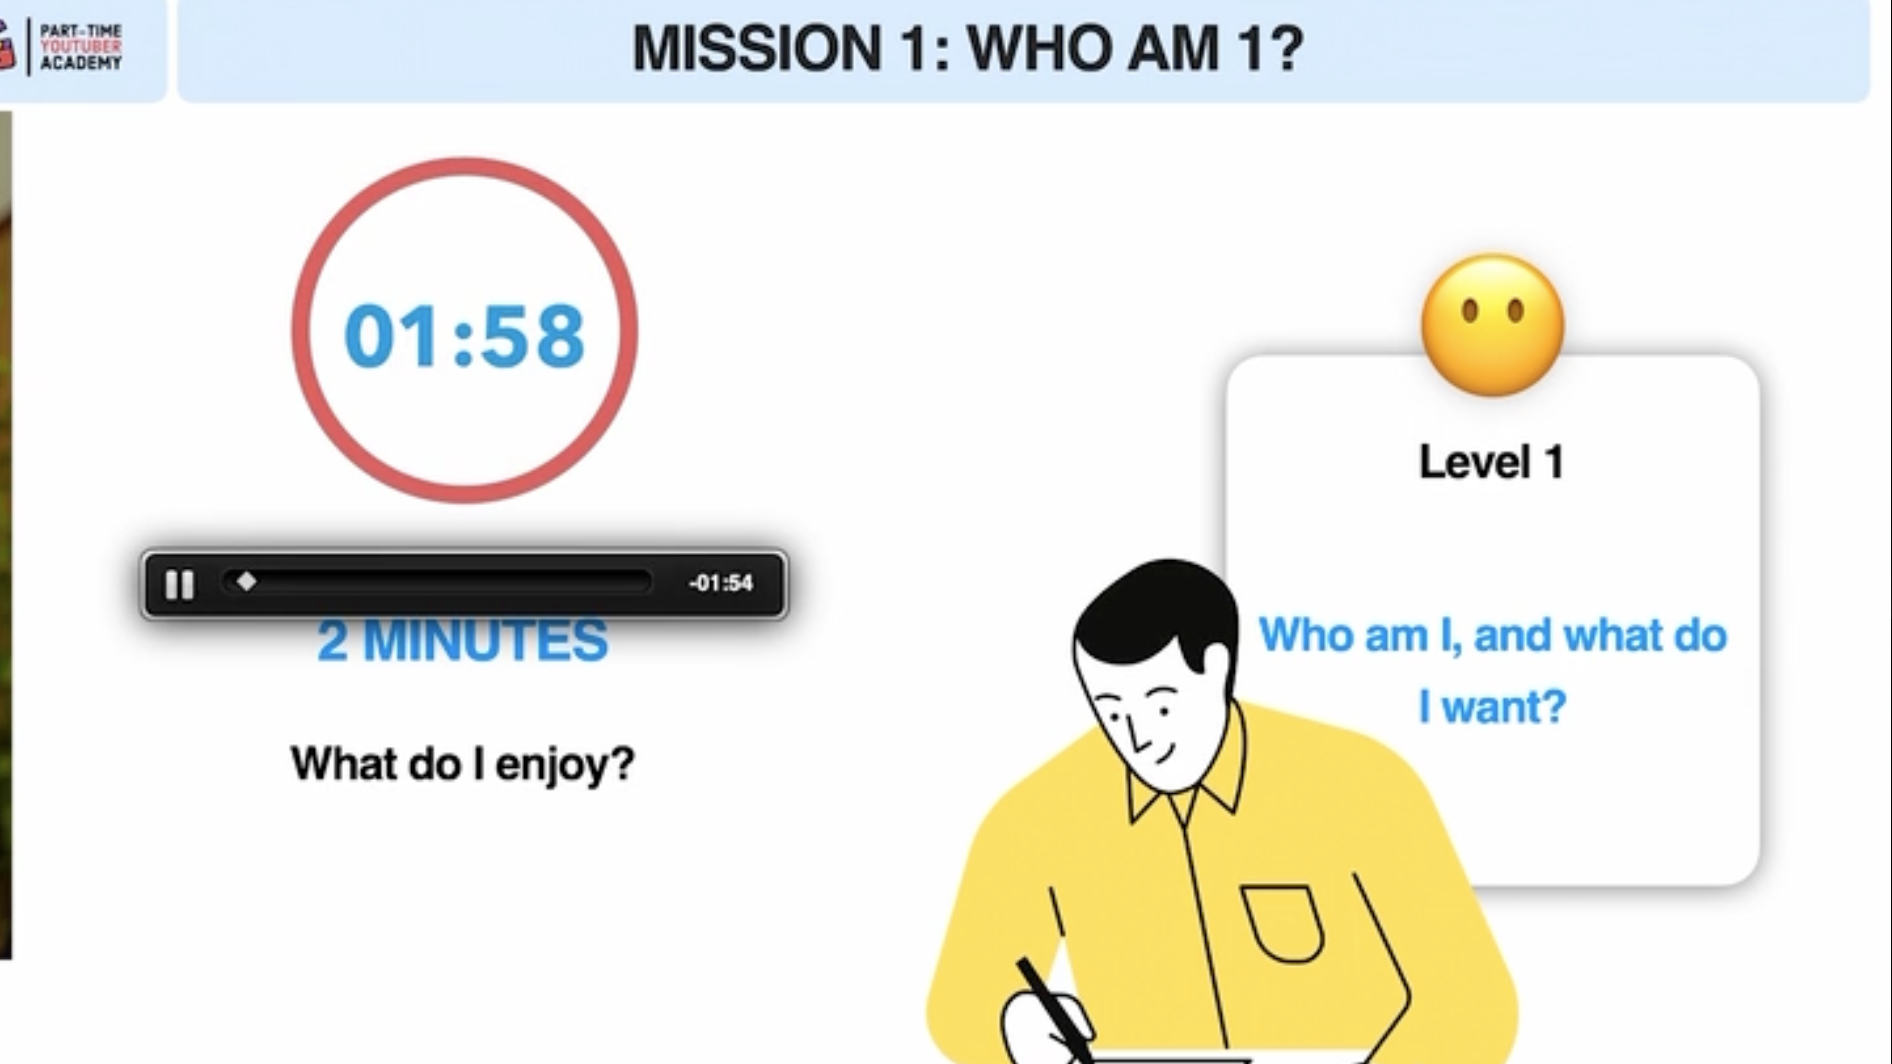 PART-TIME
YOUTUBER
ACADEMY
MISSION 1: WHO AM 1?
01:58
-01:54
2 MINUTES
What do I enjoy?
Level 1
Who am I, and what do
I want?